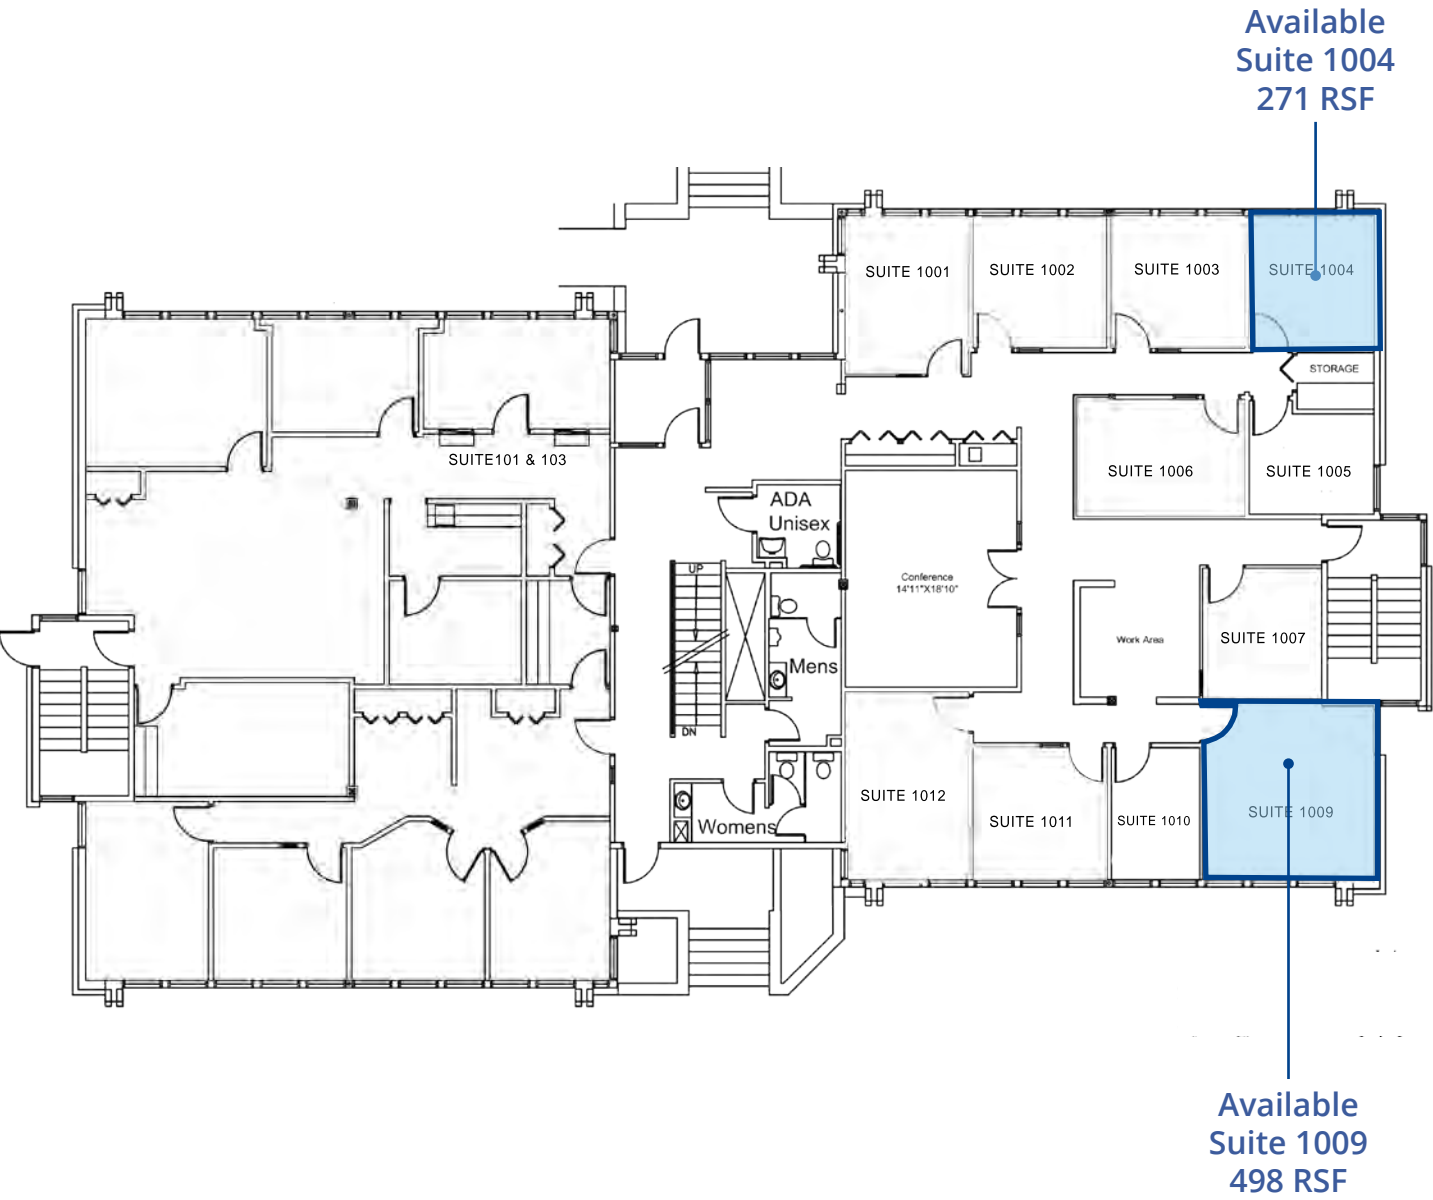 Available
Suite 1004
271 RSF
SUITE 1001
SUITE 1002
SUITE 1003
SUITE 1004
STORAGE
SUITE101 & 103
SUITE 1006
SUITE 1005
ADA
Unisex
UP
Conference
14'11"X18'10"
Work Area
SUITE 1007
Mens
DN
Womens
SUITE 1012
SUITE 1011
SUITE 1010
SUITE 1009
Available
Suite 1009
498 RSF